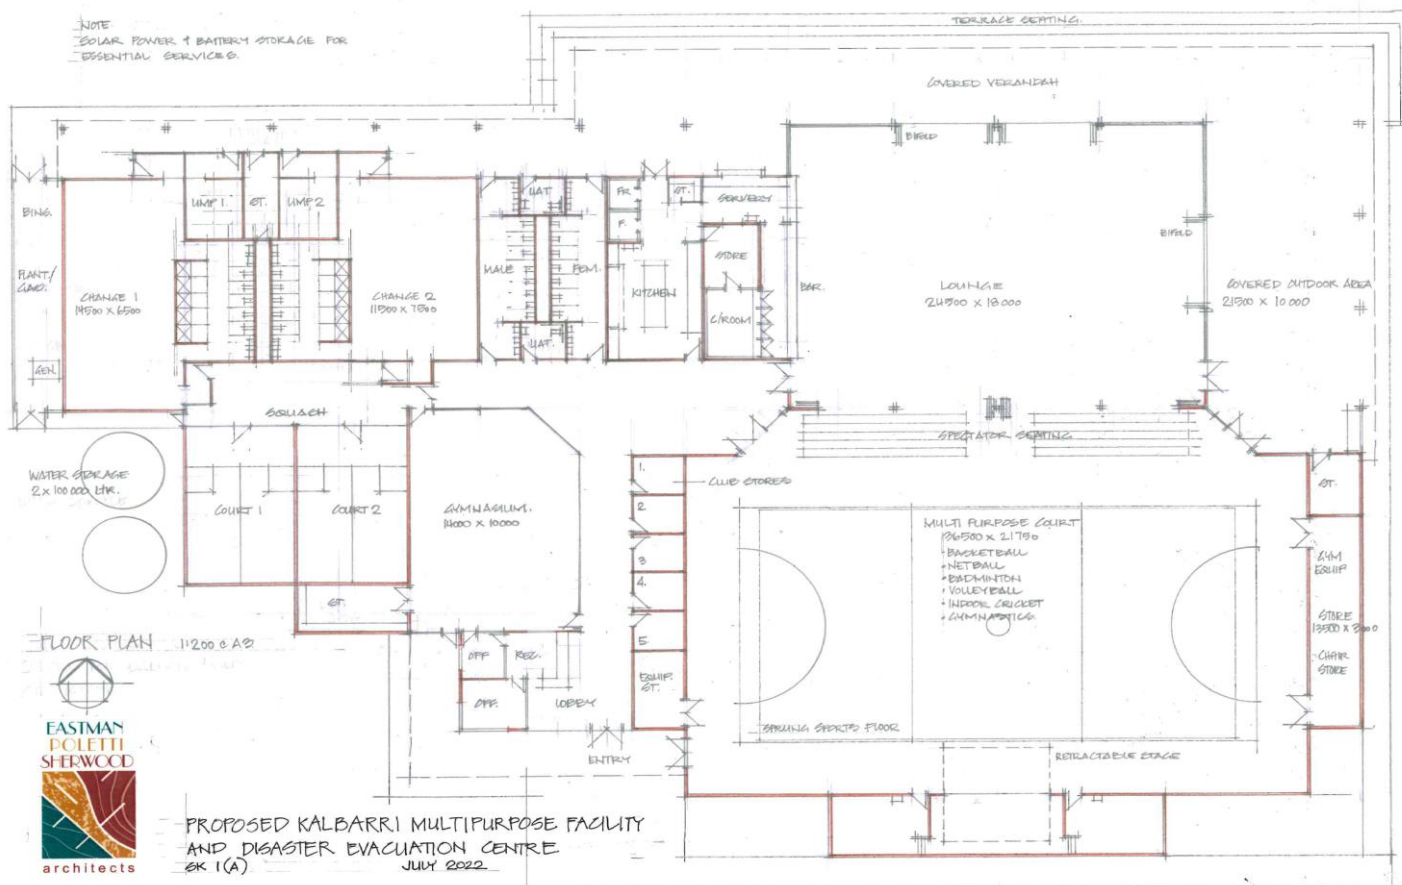 NOTE
SOLAR POWER & BATTERY STORAGE FOR
ESSENTIAL SERVICES.
TERRACE SEATING.
COVERED VERANDAH
BIFOLD
BIFOLD
BING.
PLANT/
GEN.
UMP 1.
ST.
UMP 2
CHANGE 1
14500 x 6500
CHANGE 2
11500 x 7500
UAT
MALE
FEM.
UAT.
FR
F.
ST.
SERVERY
KITCHEN
STORE
C/ROOM
BAR.
LOUNGE
24500 x 18000
COVERED OUTDOOR AREA
21500 x 10000
SQUASH
SPECTATOR SEATING
WATER STORAGE
2 x 100 000 LTR.
COURT 1
COURT 2
GYMNASIUM.
14000 x 10000
1.
2.
3
4.
5
EQUIP.
ST.
CLUB STORES
MULTI PURPOSE COURT
36500 x 21750
• BASKETBALL
• NETBALL
• BADMINTON
• VOLLEYBALL
• INDOOR CRICKET
• GYMNASTICS
ST.
GYM
EQUIP
STORE
13500 x 3000
CHAIR
STORE
ST.
OFF
REC.
OFF.
LOBBY
ENTRY
SPRUNG SPORTS FLOOR
RETRACTABLE STAGE
FLOOR PLAN 1:200 @ A3
EASTMAN
POLETTI
SHERWOOD
architects
PROPOSED KALBARRI MULTIPURPOSE FACILITY
AND DISASTER EVACUATION CENTRE
SK 1(A) JULY 2022